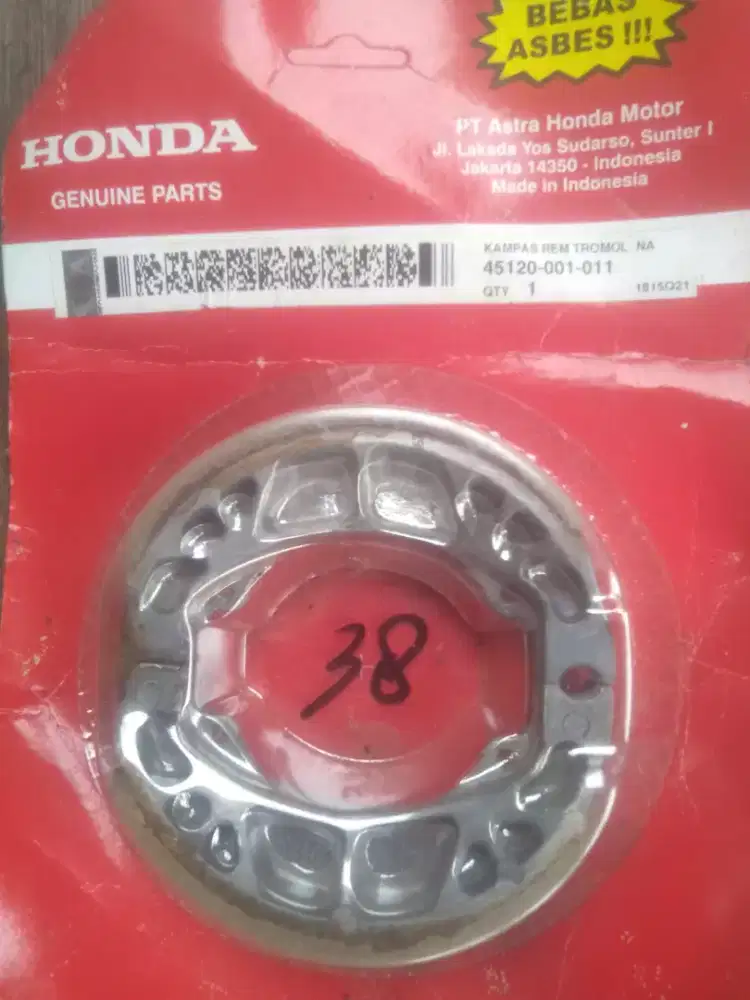 BEBAS
ASBES !!!
HONDA
GENUINE PARTS
PT Astra Honda Motor
Jl. Laksda Yos Sudarso, Sunter I
Jakarta 14350 - Indonesia
Made in Indonesia
KAMPAS REM TROMOL NA
45120-001-011
QTY 1
1815O21
38